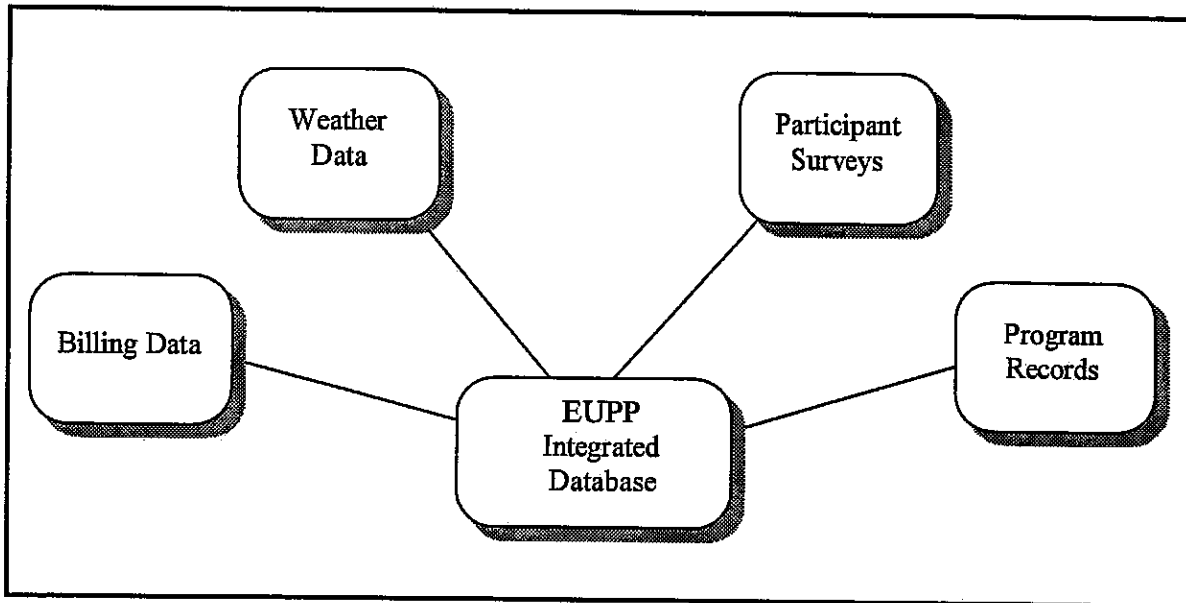 Weather
Data
Participant
Surveys
Billing Data
Program
Records
EUPP
Integrated
Database